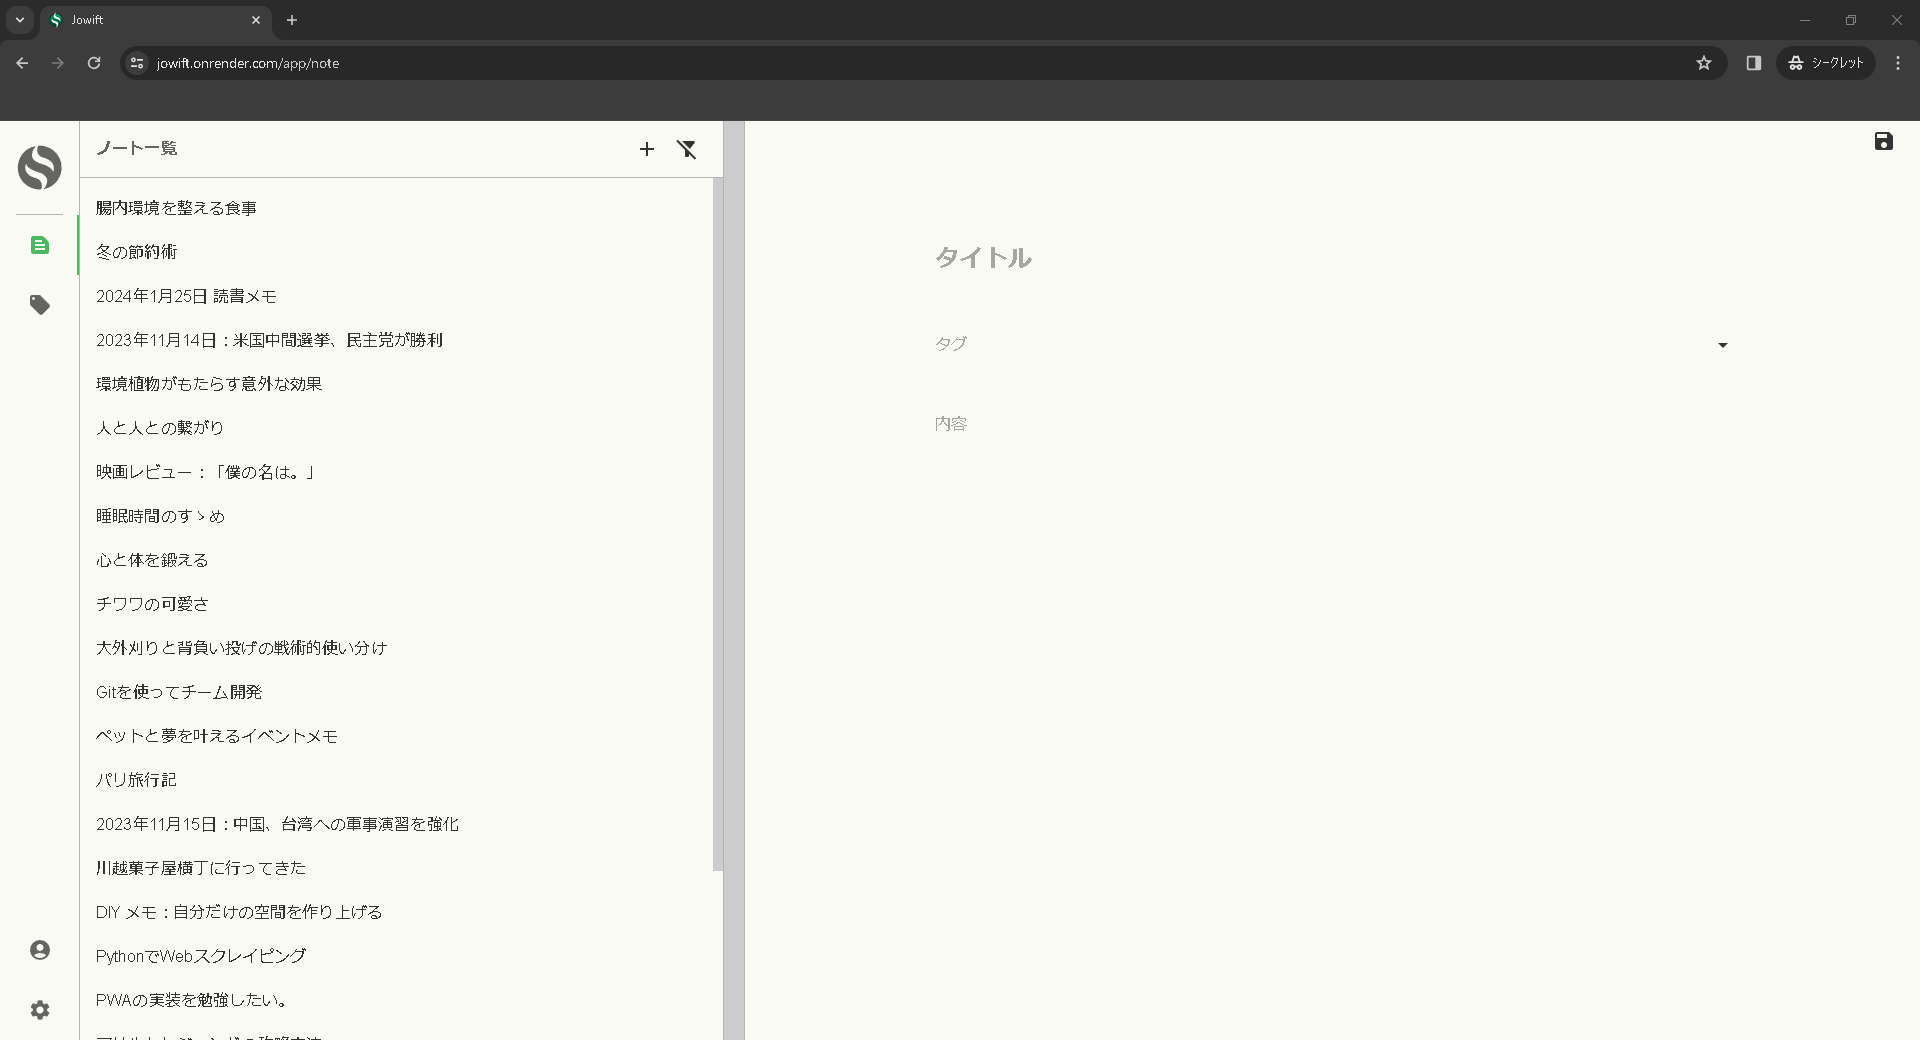 Jowift
jowift.onrender.com/app/note
シークレット
ノート一覧
腸内環境を整える食事
冬の節約術
2024年1月25日 読書メモ
2023年11月14日：米国中間選挙、民主党が勝利
環境植物がもたらす意外な効果
人と人との繋がり
映画レビュー：「僕の名は。」
睡眠時間のすゝめ
心と体を鍛える
チワワの可愛さ
大外刈りと背負い投げの戦術的使い分け
Gitを使ってチーム開発
ペットと夢を叶えるイベントメモ
パリ旅行記
2023年11月15日：中国、台湾への軍事演習を強化
川越菓子屋横丁に行ってきた
DIY メモ：自分だけの空間を作り上げる
PythonでWebスクレイピング
PWAの実装を勉強したい。
タイトル
タグ
内容